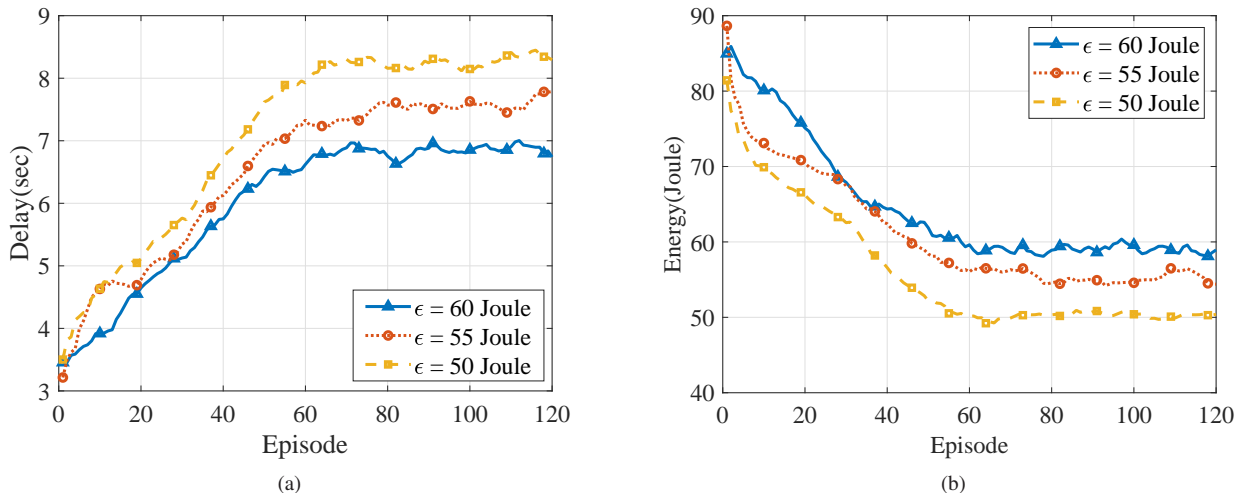 9
8
7
6
5
4
3
Delay(sec)
ϵ = 60 Joule
ϵ = 55 Joule
ϵ = 50 Joule
0 20 40 60 80 100 120
Episode
(a)
90
80
70
60
50
40
Energy(Joule)
ϵ = 60 Joule
ϵ = 55 Joule
ϵ = 50 Joule
0 20 40 60 80 100 120
Episode
(b)